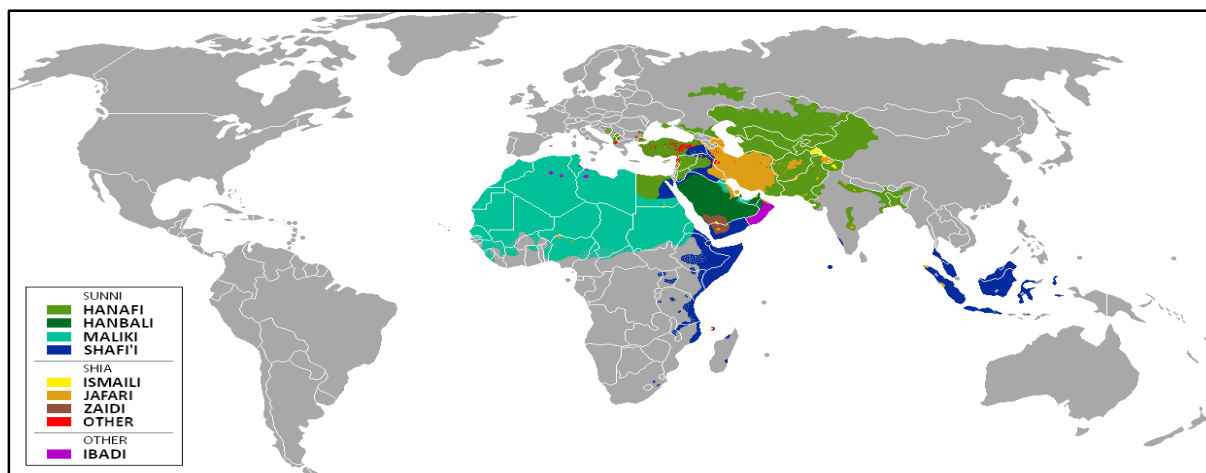 SUNNI
HANAFI
HANBALI
MALIKI
SHAFI'I
SHIA
ISMAILI
JAFARI
ZAIDI
OTHER
OTHER
IBADI